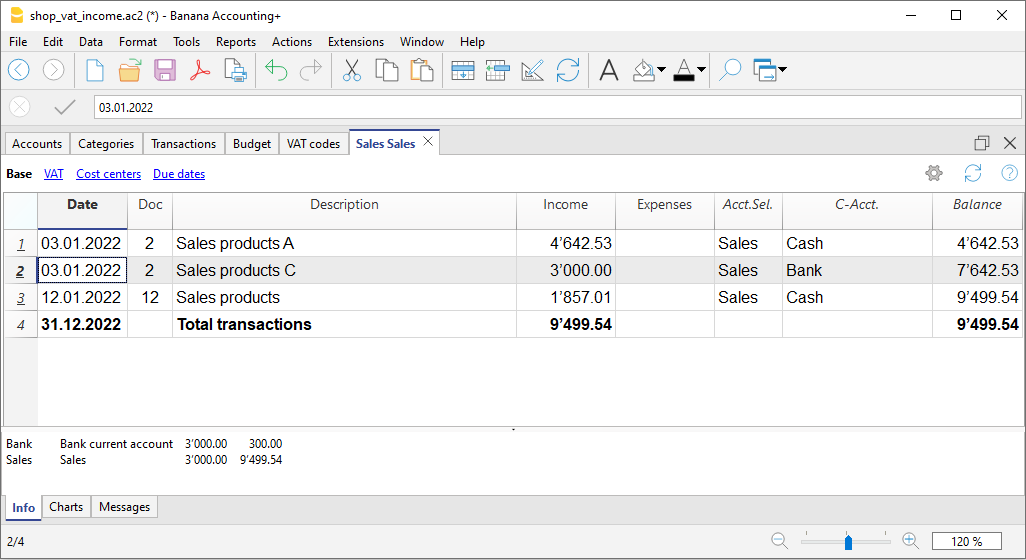 shop_vat_income.ac2 (*) - Banana Accounting+
File Edit Data Format Tools Reports Actions Extensions Window Help
03.01.2022
Accounts Categories Transactions Budget VAT codes Sales Sales
Base VAT Cost centers Due dates
Date Doc Description Income Expenses Acct.Sel. C-Acct. Balance
1 03.01.2022 2 Sales products A 4’642.53 Sales Cash 4’642.53
2 03.01.2022 2 Sales products C 3’000.00 Sales Bank 7’642.53
3 12.01.2022 12 Sales products 1’857.01 Sales Cash 9’499.54
4 31.12.2022 Total transactions 9’499.54 9’499.54
Bank Bank current account 3’000.00 300.00
Sales Sales 3’000.00 9’499.54
Info Charts Messages
2/4 120 %